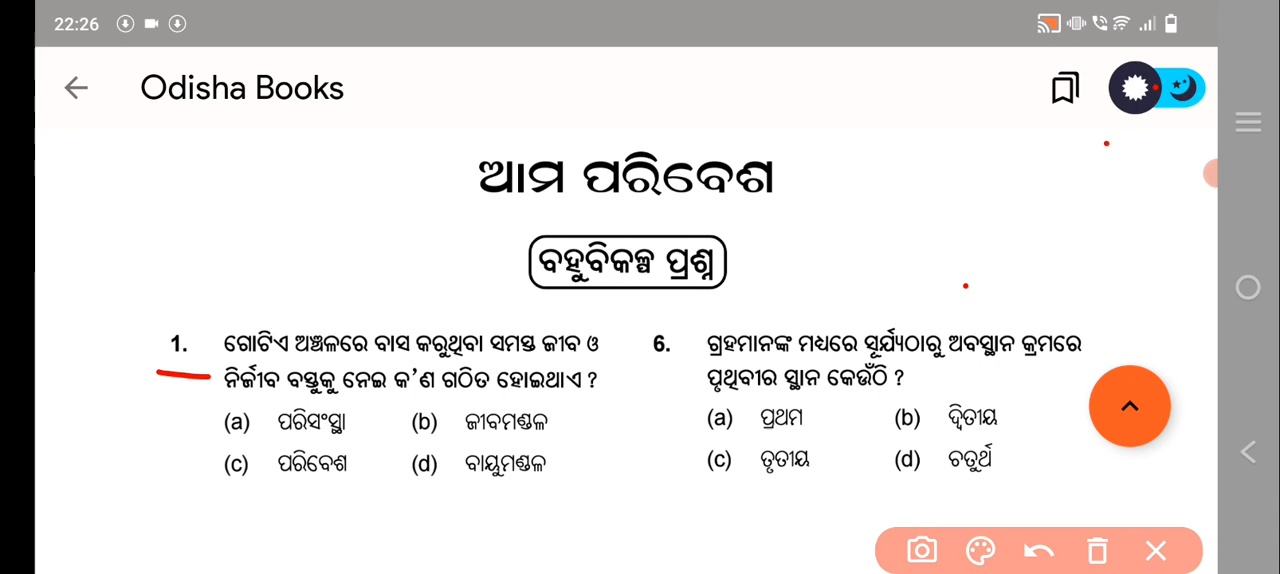 22:26
Odisha Books
ଆମ ପରିବେଶ
ବହୁବିକଳ୍ପ ପ୍ରଶ୍ନ
1. ଗୋଟିଏ ଅଞ୍ଚଳରେ ବାସ କରୁଥିବା ସମସ୍ତ ଜୀବ ଓ
ନିର୍ଜୀବ ବସ୍ତୁକୁ ନେଇ କ'ଣ ଗଠିତ ହୋଇଥାଏ ?
(a) ପରିସଂସ୍ଥା (b) ଜୀବମଣ୍ଡଳ
(c) ପରିବେଶ (d) ବାୟୁମଣ୍ଡଳ
6. ଗ୍ରହମାନଙ୍କ ମଧ୍ୟରେ ସୂର୍ଯ୍ୟଠାରୁ ଅବସ୍ଥାନ କ୍ରମରେ
ପୃଥିବୀର ସ୍ଥାନ କେଉଁଠି ?
(a) ପ୍ରଥମ (b) ଦ୍ୱିତୀୟ
(c) ତୃତୀୟ (d) ଚତୁର୍ଥ